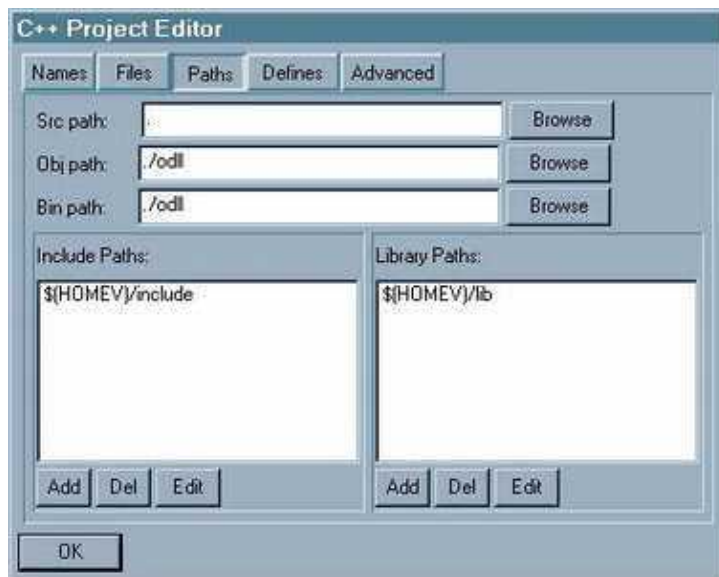 C++ Project Editor
Names Files Paths Defines Advanced
Src path: . Browse
Obj path: ./odll Browse
Bin path: ./odll Browse
Include Paths: Library Paths:
${HOMEV}/include ${HOMEV}/lib
Add Del Edit Add Del Edit
OK